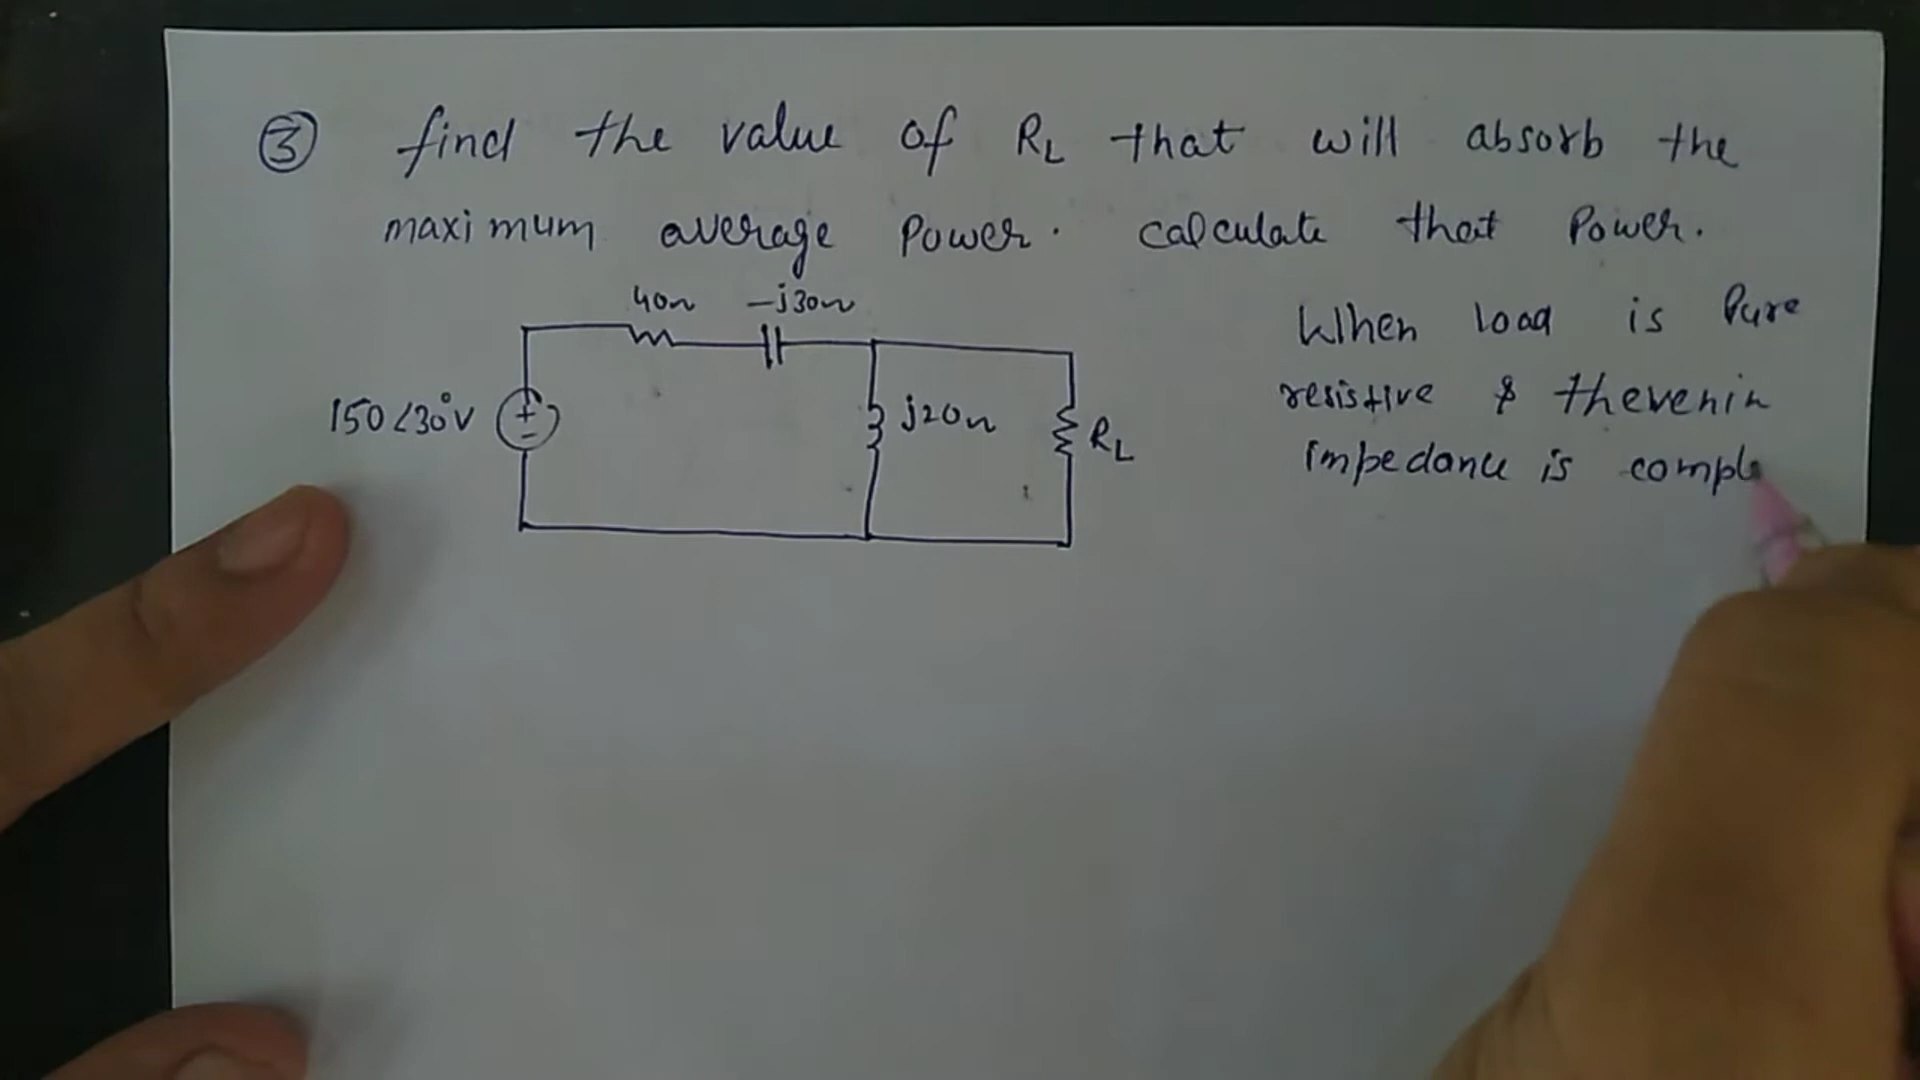 ③ find the value of RL that will absorb the
maximum average Power. calculate that Power.
40Ω -j30Ω
When load is Pure
resistive & thevenin
impedance is comple
150<30°V
+
-
j20Ω
RL